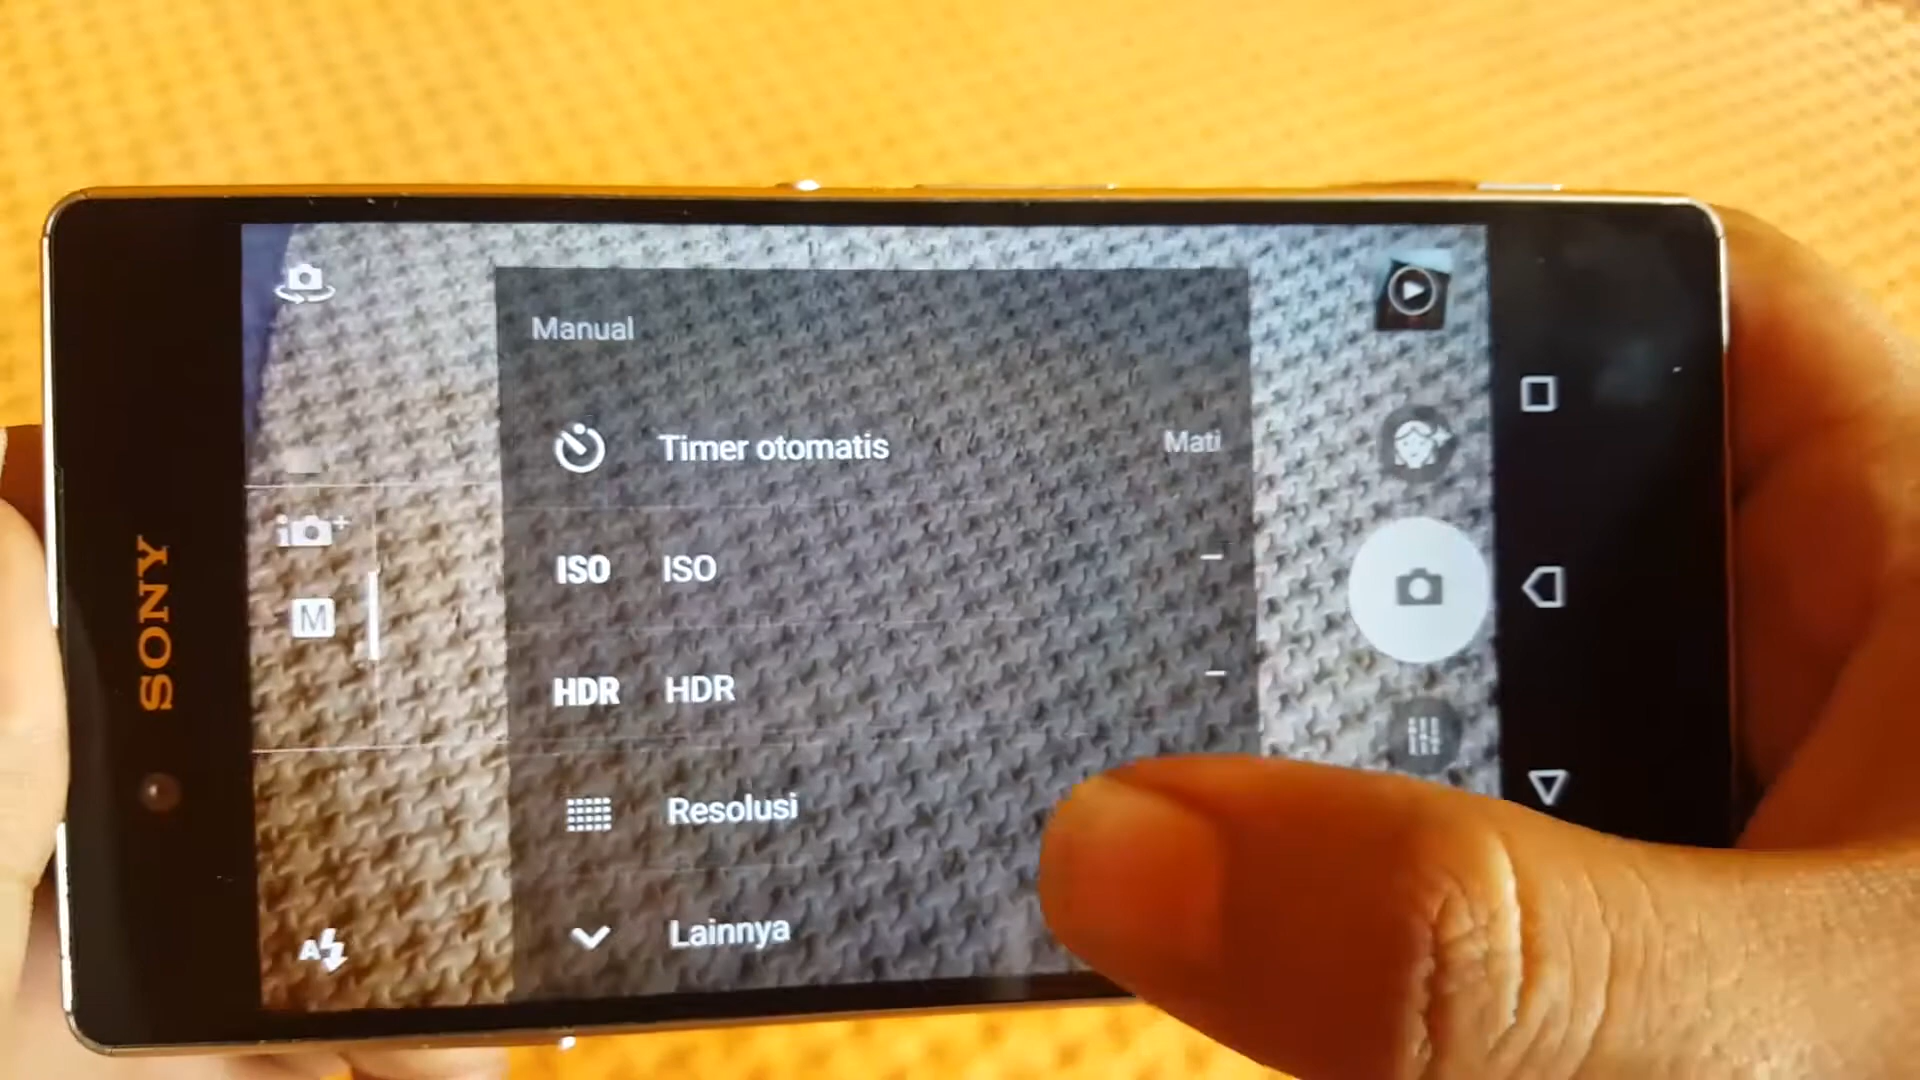 SONY
Manual
Timer otomatis Mati
ISO ISO –
HDR HDR –
Resolusi
Lainnya
i +
M
A